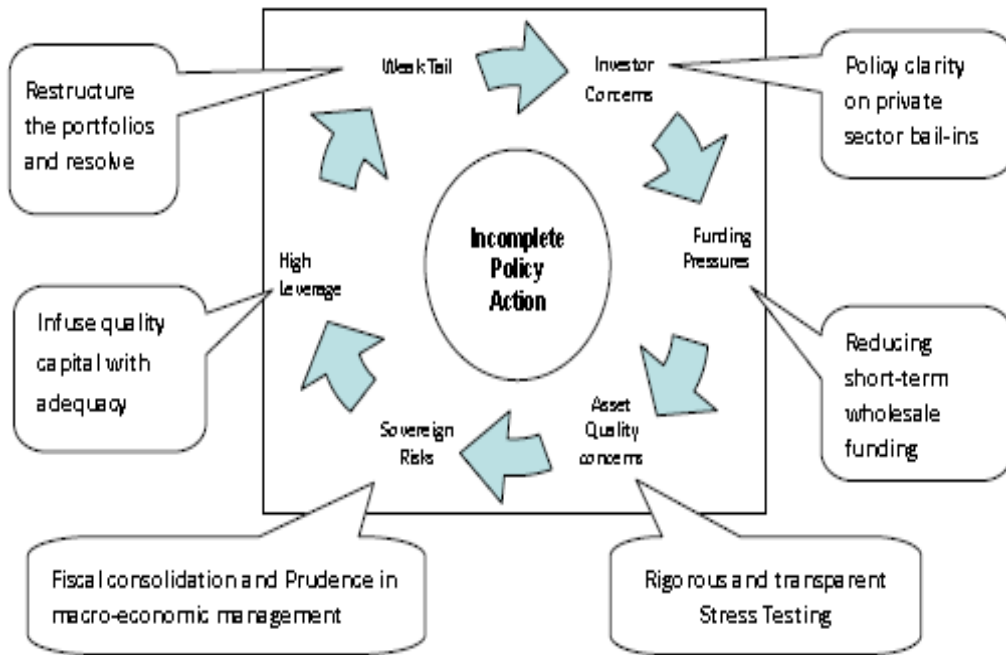 Weak Tail
Investor
Concerns
Restructure
the portfolios
and resolve
Policy clarity
on private
sector bail-ins
Incomplete
Policy
Action
Funding
Pressures
High
Leverage
Infuse quality
capital with
adequacy
Reducing
short-term
wholesale
funding
Asset
Quality
concerns
Sovereign
Risks
Fiscal consolidation and Prudence in
macro-economic management
Rigorous and transparent
Stress Testing